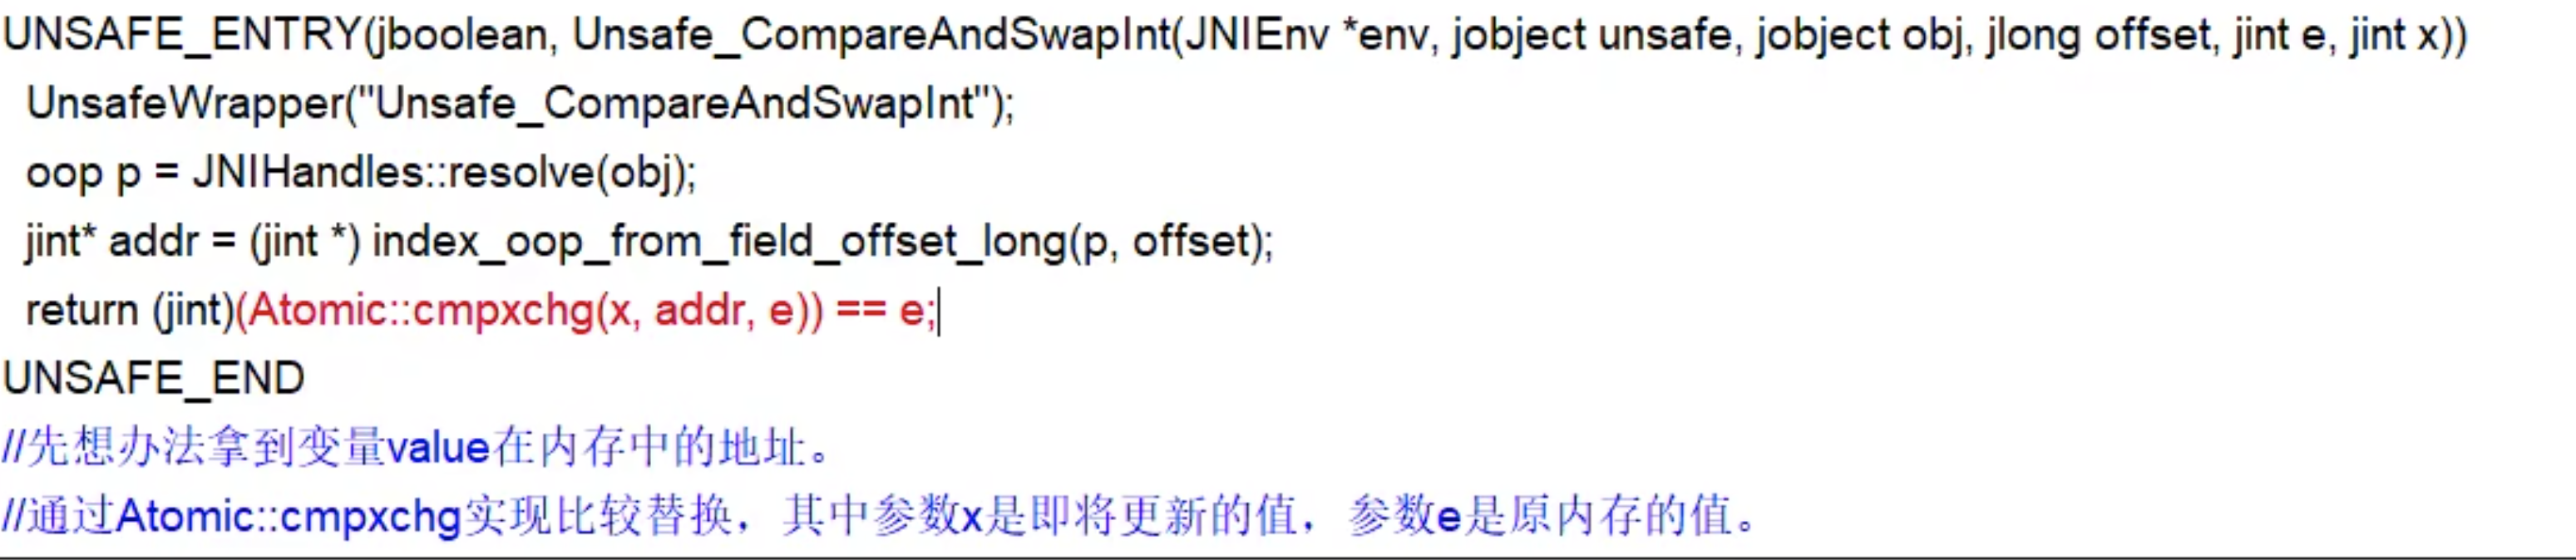 UNSAFE_ENTRY(jboolean, Unsafe_CompareAndSwapInt(JNIEnv *env, jobject unsafe, jobject obj, jlong offset, jint e, jint x))
UnsafeWrapper("Unsafe_CompareAndSwapInt");
oop p = JNIHandles::resolve(obj);
jint* addr = (jint *) index_oop_from_field_offset_long(p, offset);
return (jint)(Atomic::cmpxchg(x, addr, e)) == e;
UNSAFE_END
//先想办法拿到变量value在内存中的地址。
//通过Atomic::cmpxchg实现比较替换，其中参数x是即将更新的值，参数e是原内存的值。